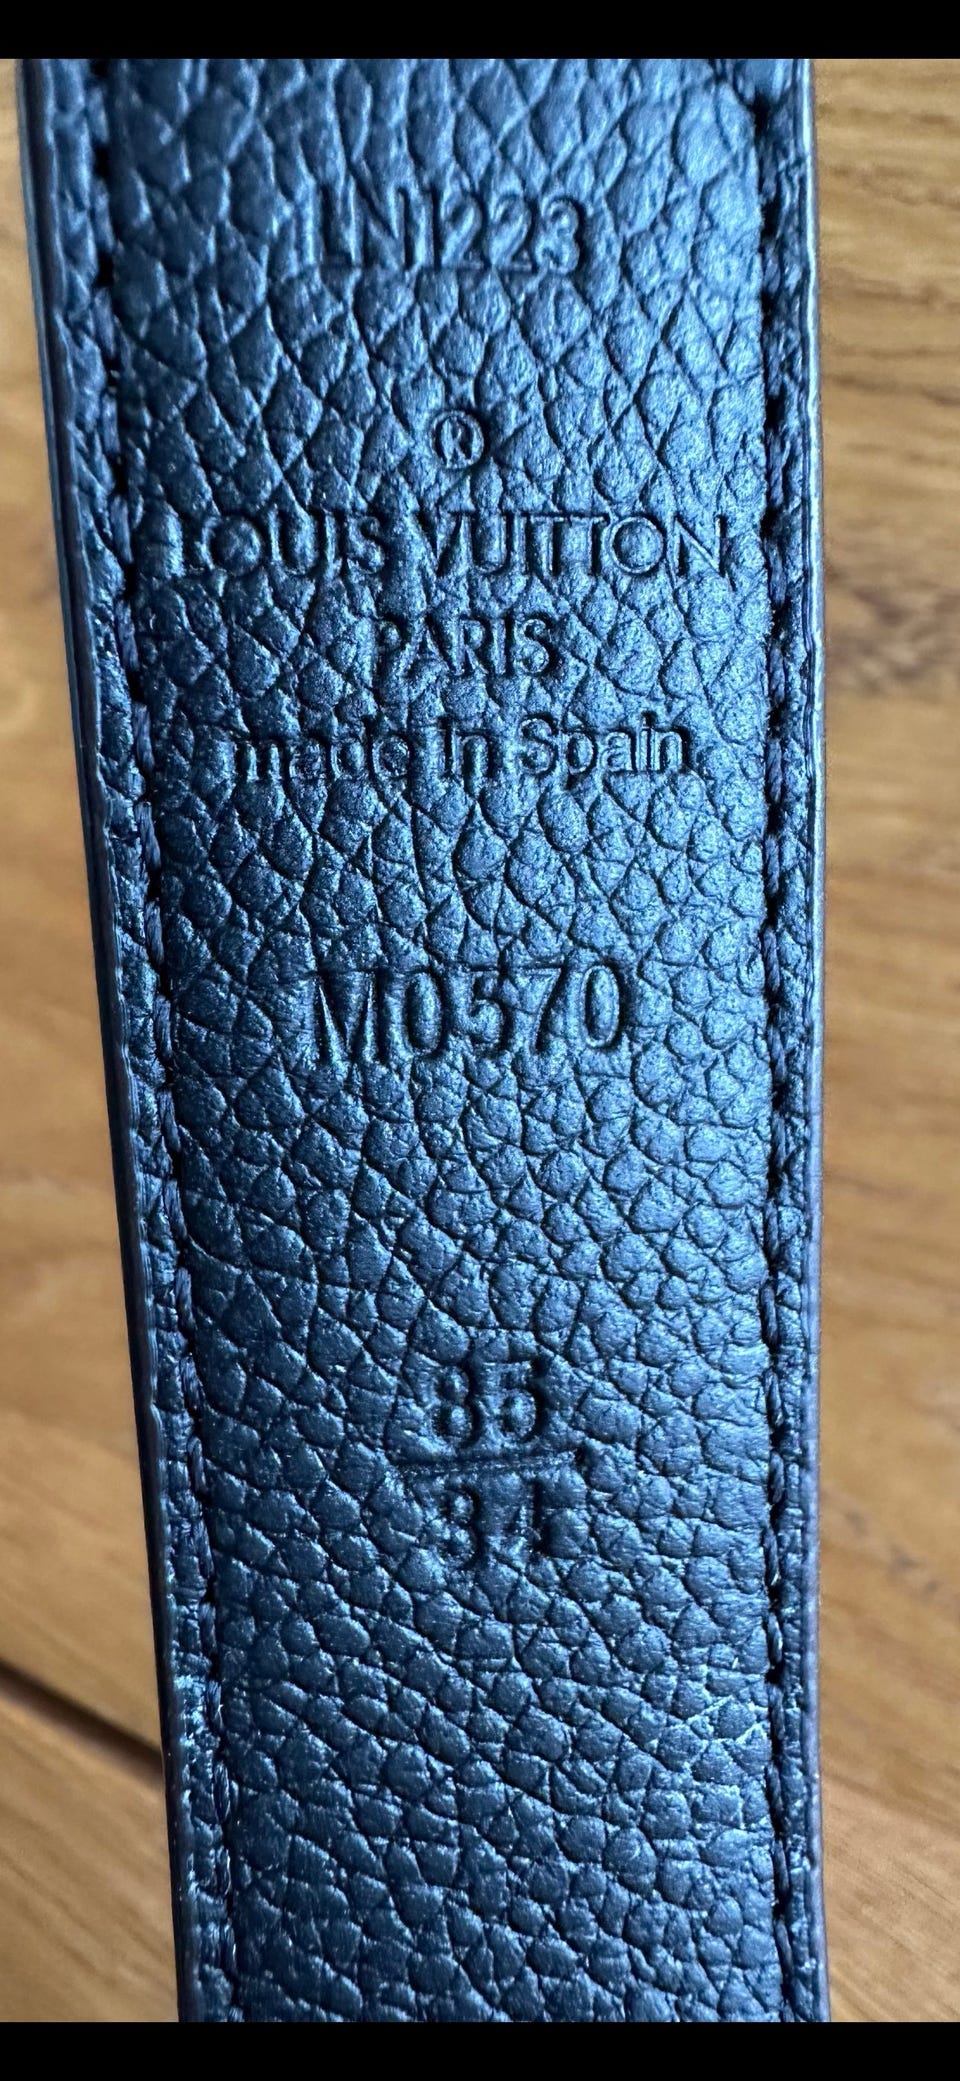 LN1223
®
LOUIS VUITTON
PARIS
made in Spain
M0570
85
34